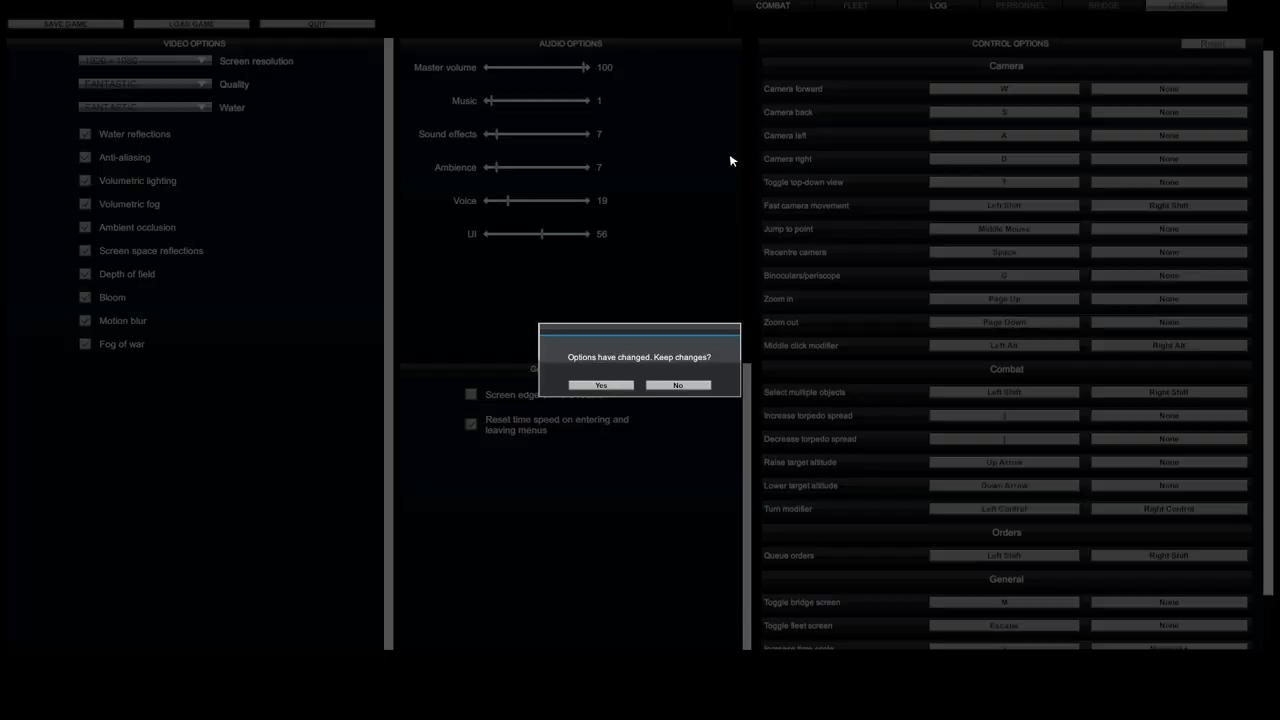 COMBAT FLEET LOG PERSONNEL BRIDGE OPTIONS
SAVE GAME LOAD GAME QUIT
VIDEO OPTIONS
1920 x 1080 Screen resolution
FANTASTIC Quality
FANTASTIC Water
Water reflections
Anti-aliasing
Volumetric lighting
Volumetric fog
Ambient occlusion
Screen space reflections
Depth of field
Bloom
Motion blur
Fog of war
AUDIO OPTIONS
Master volume 100
Music 1
Sound effects 7
Ambience 7
Voice 19
UI 56
Options have changed. Keep changes?
Yes No
Screen edge
Reset time speed on entering and
leaving menus
CONTROL OPTIONS Reset
Camera
Camera forward W None
Camera back S None
Camera left A None
Camera right D None
Toggle top-down view T None
Fast camera movement Left Shift Right Shift
Jump to point Middle Mouse None
Recentre camera Space None
Binoculars/periscope G None
Zoom in Page Up None
Zoom out Page Down None
Middle click modifier Left Alt Right Alt
Combat
Select multiple objects Left Shift Right Shift
Increase torpedo spread ] None
Decrease torpedo spread [ None
Raise target altitude Up Arrow None
Lower target altitude Down Arrow None
Turn modifier Left Control Right Control
Orders
Queue orders Left Shift Right Shift
General
Toggle bridge screen M None
Toggle fleet screen Escape None